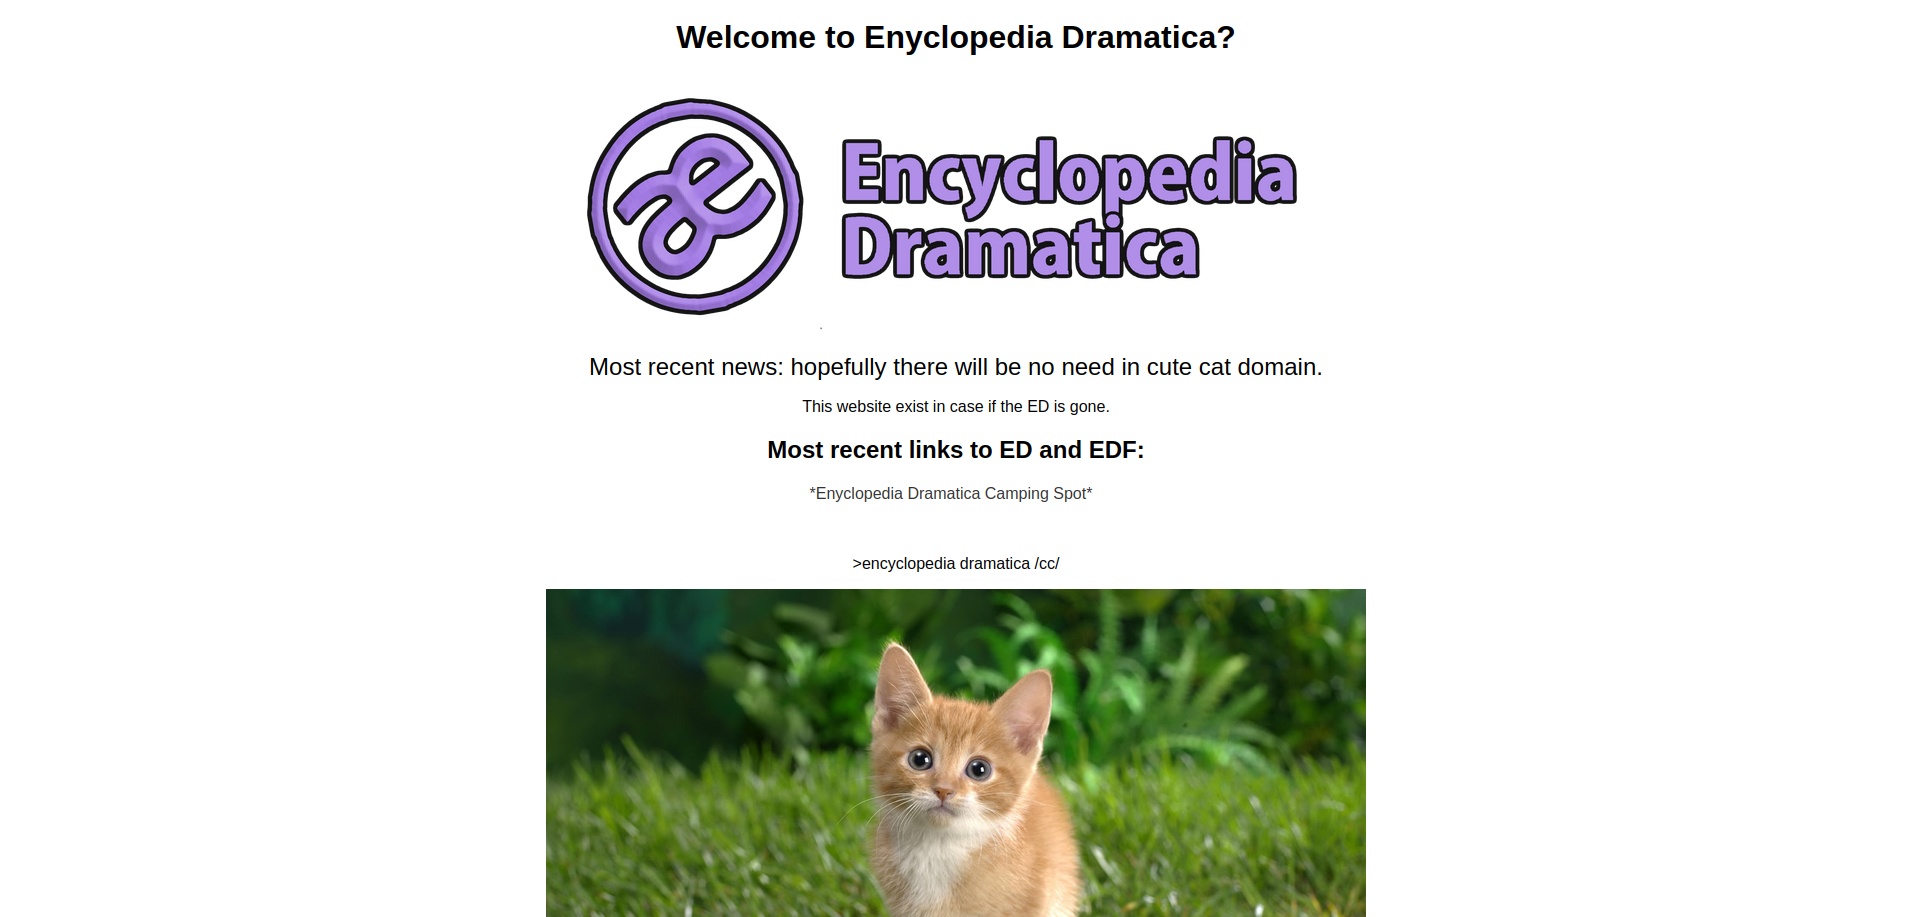 Welcome to Enyclopedia Dramatica?
æ
Encyclopedia
Dramatica
Most recent news: hopefully there will be no need in cute cat domain.
This website exist in case if the ED is gone.
Most recent links to ED and EDF:
*Enyclopedia Dramatica Camping Spot*
>encyclopedia dramatica /cc/